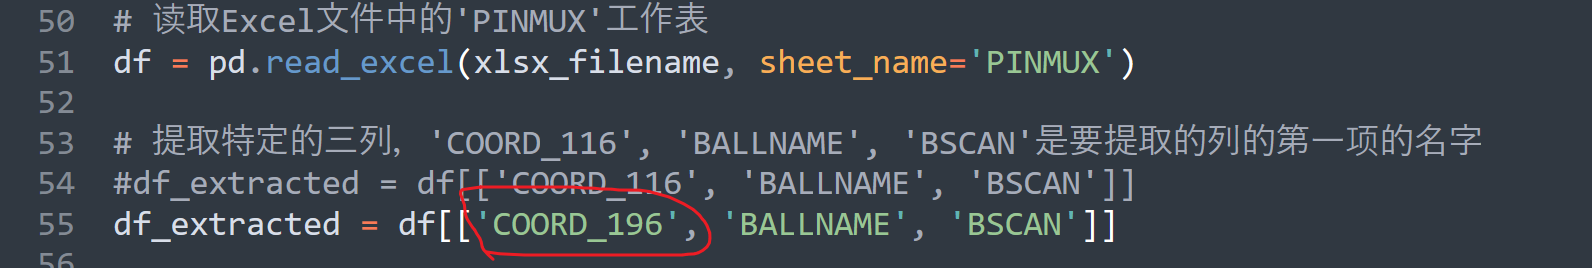 50 # 读取Excel文件中的'PINMUX'工作表
51 df = pd.read_excel(xlsx_filename, sheet_name='PINMUX')
52
53 # 提取特定的三列, 'COORD_116', 'BALLNAME', 'BSCAN'是要提取的列的第一项的名字
54 #df_extracted = df[['COORD_116', 'BALLNAME', 'BSCAN']]
55 df_extracted = df[['COORD_196', 'BALLNAME', 'BSCAN']]
56